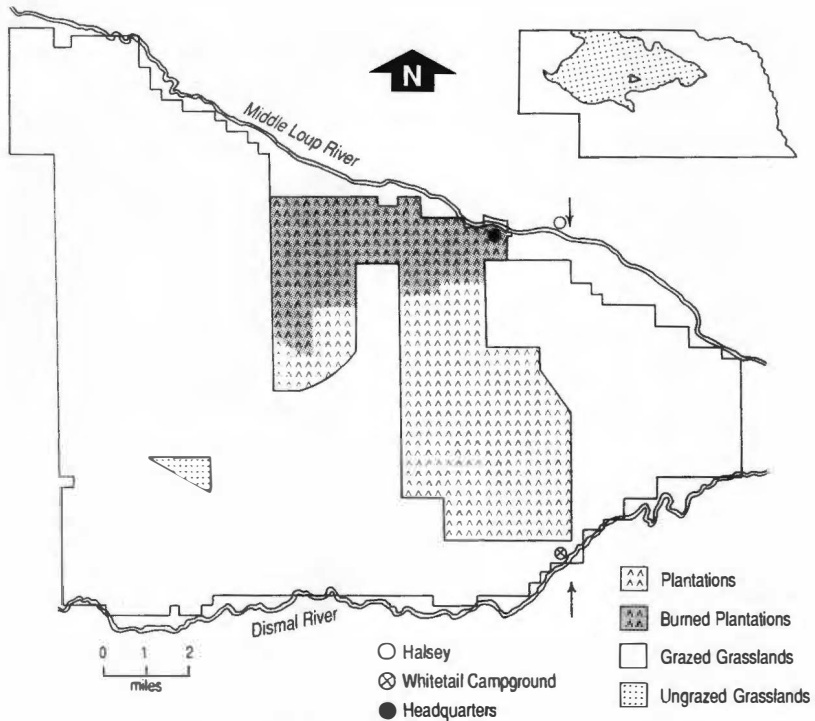 N
Middle Loup River
Dismal River
0 1 2
miles
Halsey
Whitetail Campground
Headquarters
Plantations
Burned Plantations
Grazed Grasslands
Ungrazed Grasslands